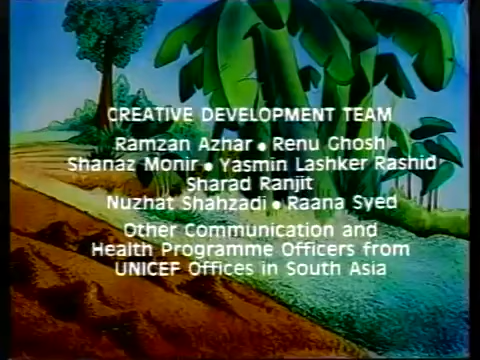 CREATIVE DEVELOPMENT TEAM
Ramzan Azhar • Renu Ghosh
Shanaz Monir • Yasmin Lashker Rashid
Sharad Ranjit
Nuzhat Shahzadi • Raana Syed
Other Communication and
Health Programme Officers from
UNICEF Offices in South Asia